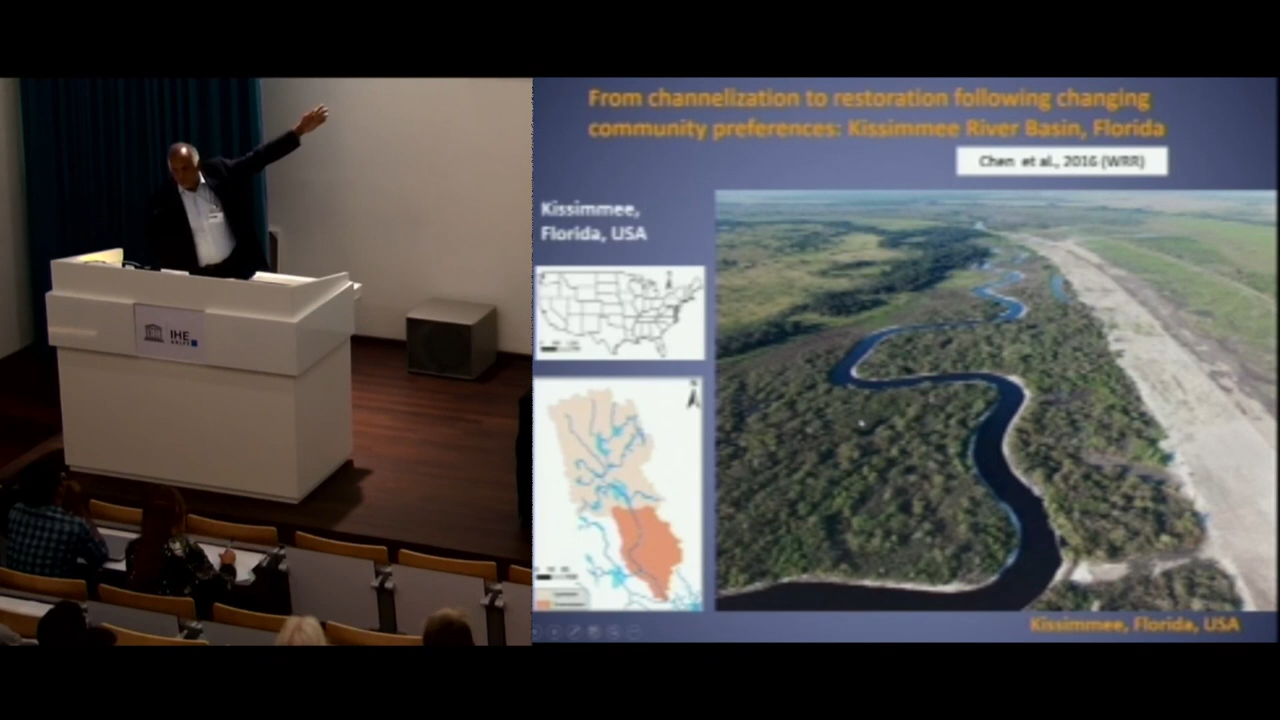 From channelization to restoration following changing
community preferences: Kissimmee River Basin, Florida
Chen et al., 2016 (WRR)
Kissimmee,
Florida, USA
N
IHE
DELFT
Kissimmee, Florida, USA